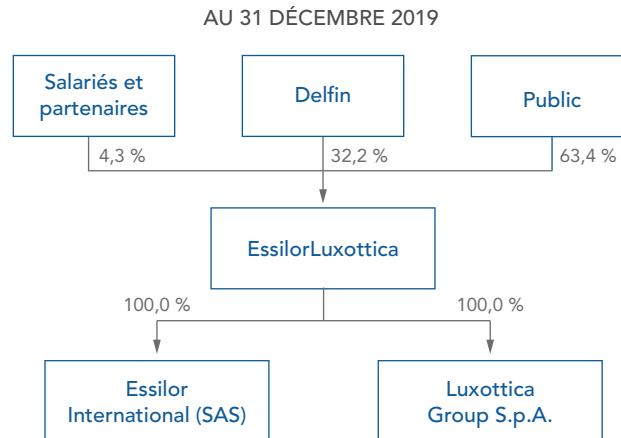 AU 31 DÉCEMBRE 2019
Salariés et
partenaires
Delfin
Public
4,3 %
32,2 %
63,4 %
EssilorLuxottica
100,0 %
100,0 %
Essilor
International (SAS)
Luxottica
Group S.p.A.